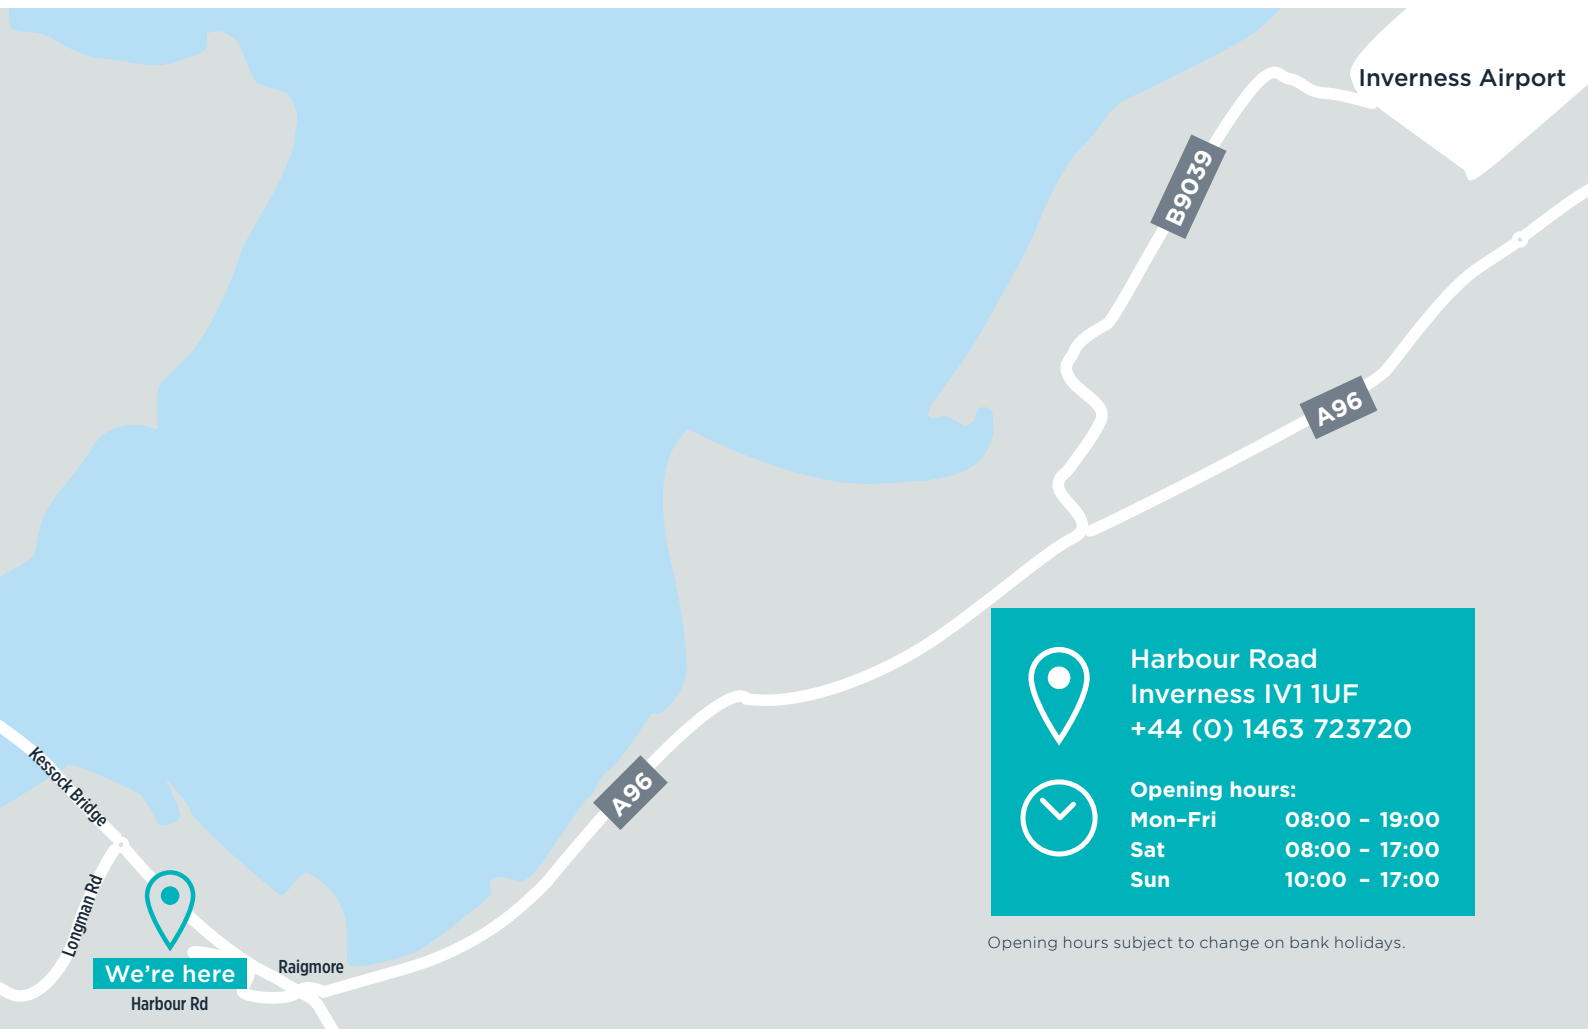 Inverness Airport
B9039
A96
A96
Kessock Bridge
Longman Rd
We're here
Harbour Rd
Raigmore
Harbour Road
Inverness IV1 1UF
+44 (0) 1463 723720
Opening hours:
Mon–Fri 08:00 – 19:00
Sat 08:00 – 17:00
Sun 10:00 – 17:00
Opening hours subject to change on bank holidays.